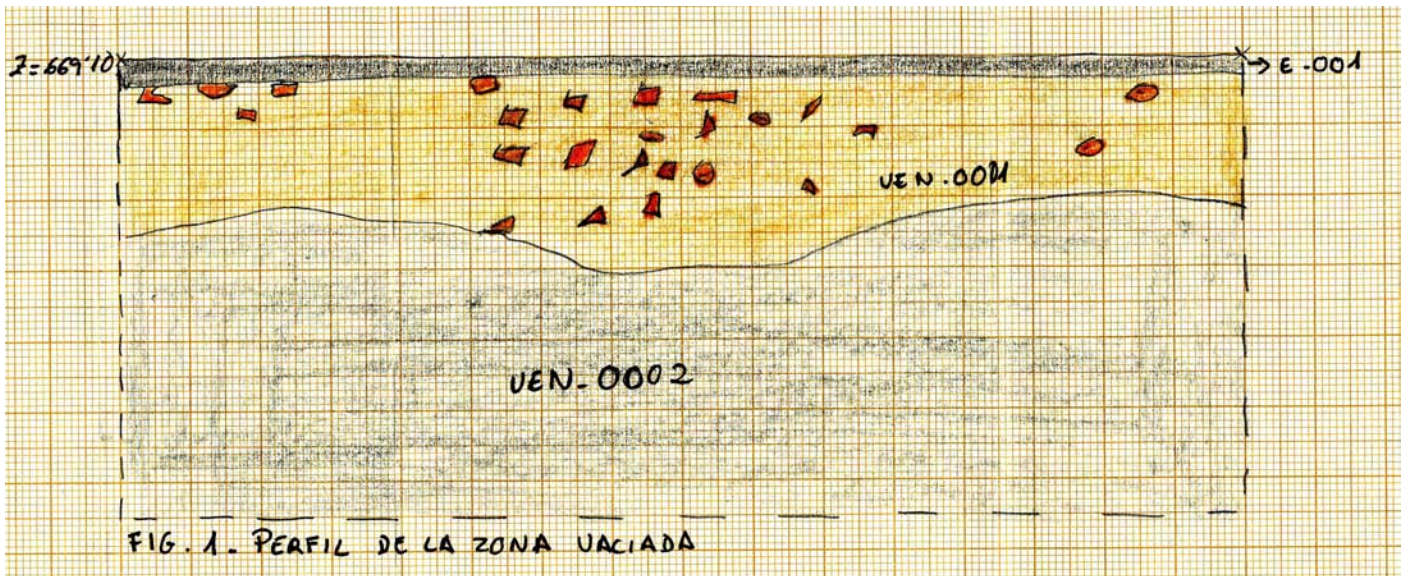 Z=669'10
→ E-001
UEN.0001
UEN-0002
FIG. 1- PERFIL DE LA ZONA VACIADA